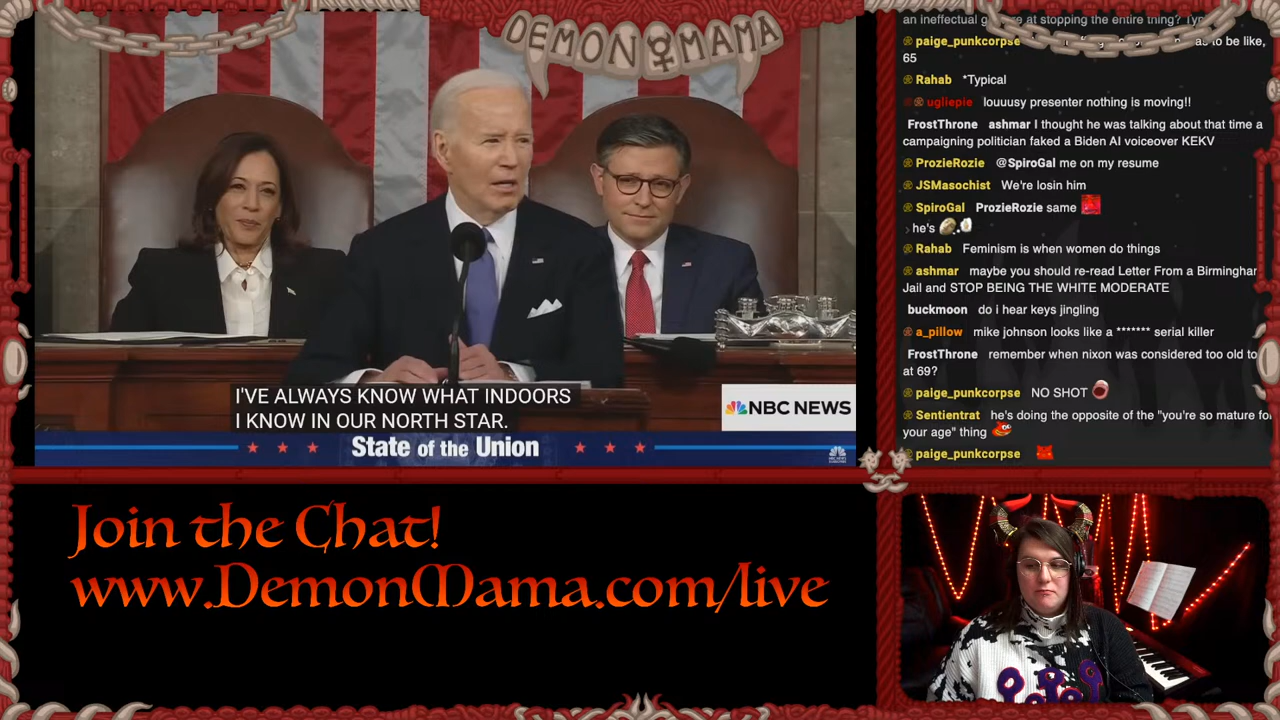 DEMON MAMA
I'VE ALWAYS KNOW WHAT INDOORS
I KNOW IN OUR NORTH STAR.
NBC NEWS
State of the Union
Join the Chat!
www.DemonMama.com/live
an ineffectual at stopping the entire thing?
paige_punkorpse to be like,
65
Rahab *Typical
ugliepie louuusy presenter nothing is moving!!
FrostThrone ashmar I thought he was talking about that time a
campaigning politician faked a Biden AI voiceover KEKV
ProzieRozie @SpiroGal me on my resume
JSMasochist We're losin him
SpiroGal ProzieRozie same
he's
Rahab Feminism is when women do things
ashmar maybe you should re-read Letter From a Birmingham
Jail and STOP BEING THE WHITE MODERATE
buckmoon do i hear keys jingling
a_pillow mike johnson looks like a ******* serial killer
FrostThrone remember when nixon was considered too old to
at 69?
paige_punkcorpse NO SHOT
Sentientrat he's doing the opposite of the "you're so mature for
your age" thing
paige_punkcorpse